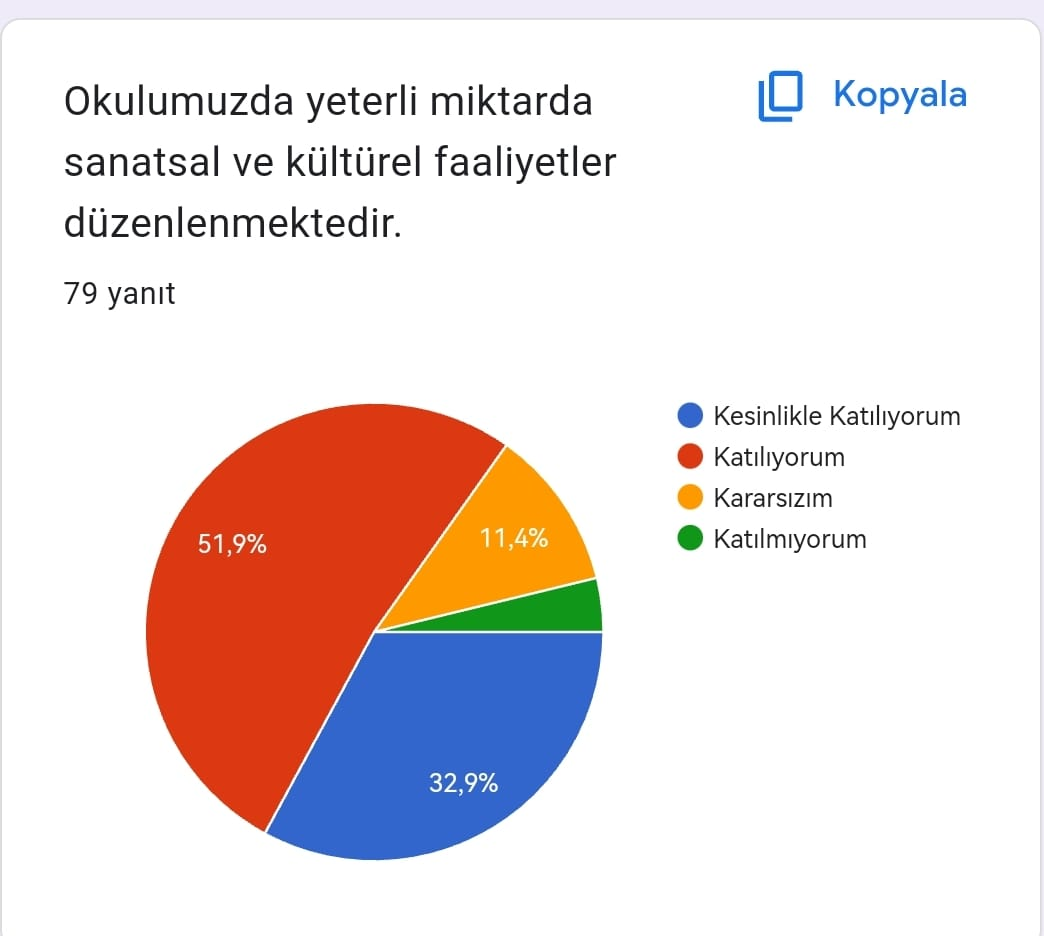 Okulumuzda yeterli miktarda
sanatsal ve kültürel faaliyetler
düzenlenmektedir.
Kopyala
79 yanıt
Kesinlikle Katılıyorum
Katılıyorum
Kararsızım
Katılmıyorum
51,9%
11,4%
32,9%